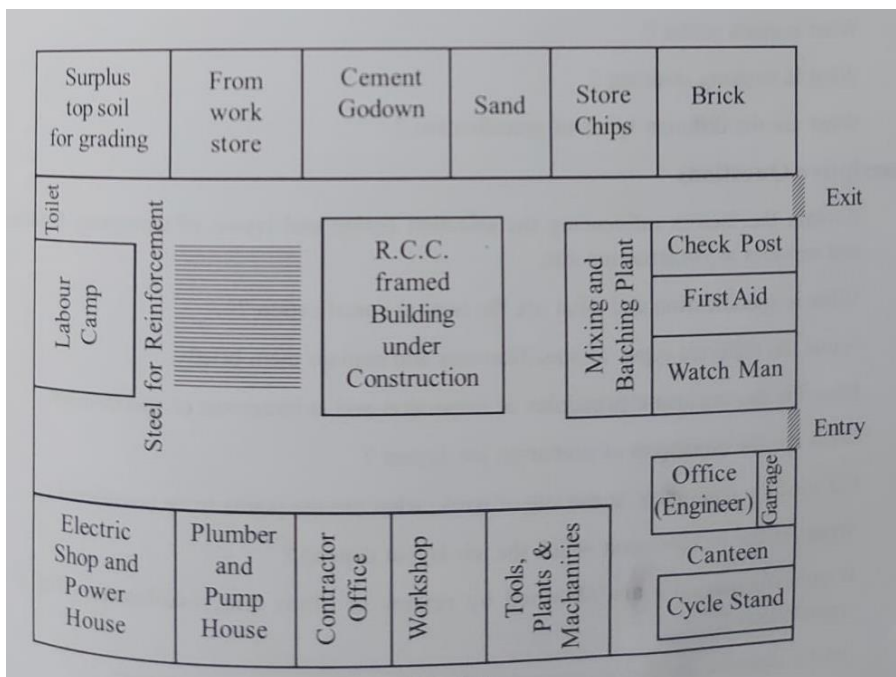 Surplus
top soil
for grading
From
work
store
Cement
Godown
Sand
Store
Chips
Brick
Exit
Toilet
Labour
Camp
Steel for Reinforcement
R.C.C.
framed
Building
under
Construction
Mixing and
Batching Plant
Check Post
First Aid
Watch Man
Entry
Office
(Engineer)
Garrage
Canteen
Cycle Stand
Electric
Shop and
Power
House
Plumber
and
Pump
House
Contractor
Office
Workshop
Tools,
Plants &
Machaniries